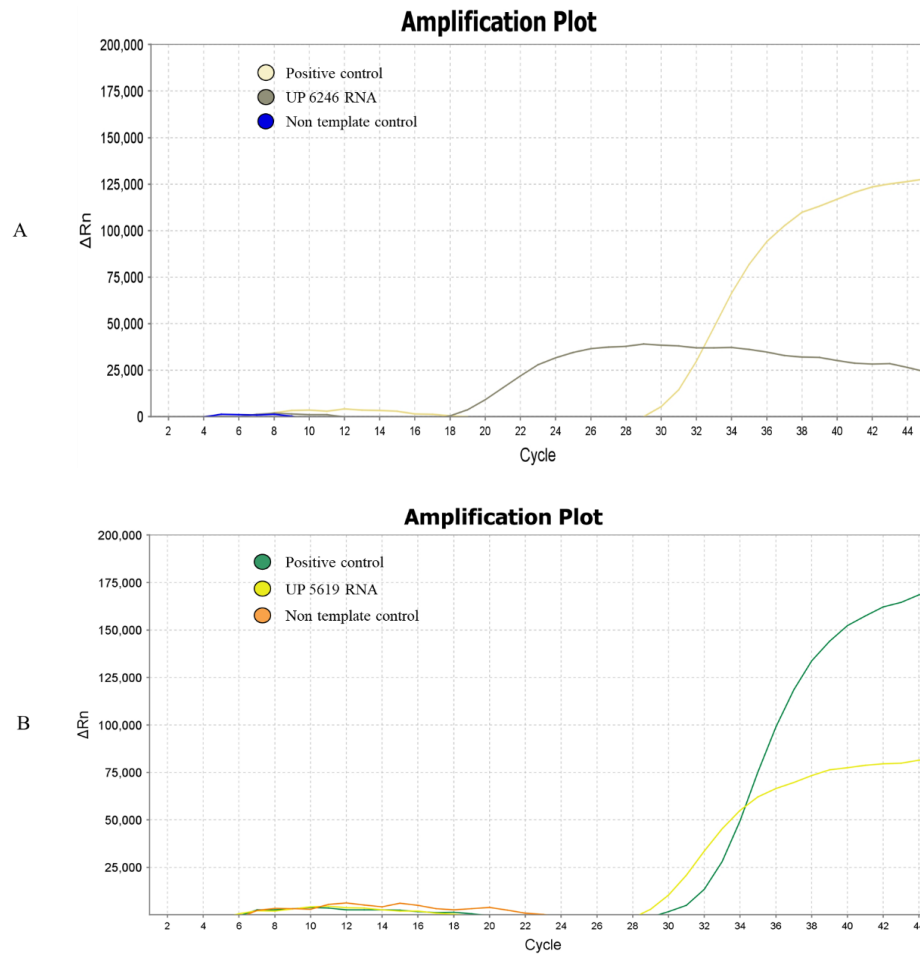 Amplification Plot
200,000
Positive control
175,000
UP 6246 RNA
Non template control
150,000
125,000
A
ΔRn
100,000
75,000
50,000
25,000
0
2 4 6 8 10 12 14 16 18 20 22 24 26 28 30 32 34 36 38 40 42 44
Cycle
Amplification Plot
200,000
Positive control
175,000
UP 5619 RNA
Non template control
150,000
125,000
B
ΔRn
100,000
75,000
50,000
25,000
2 4 6 8 10 12 14 16 18 20 22 24 26 28 30 32 34 36 38 40 42 44
Cycle